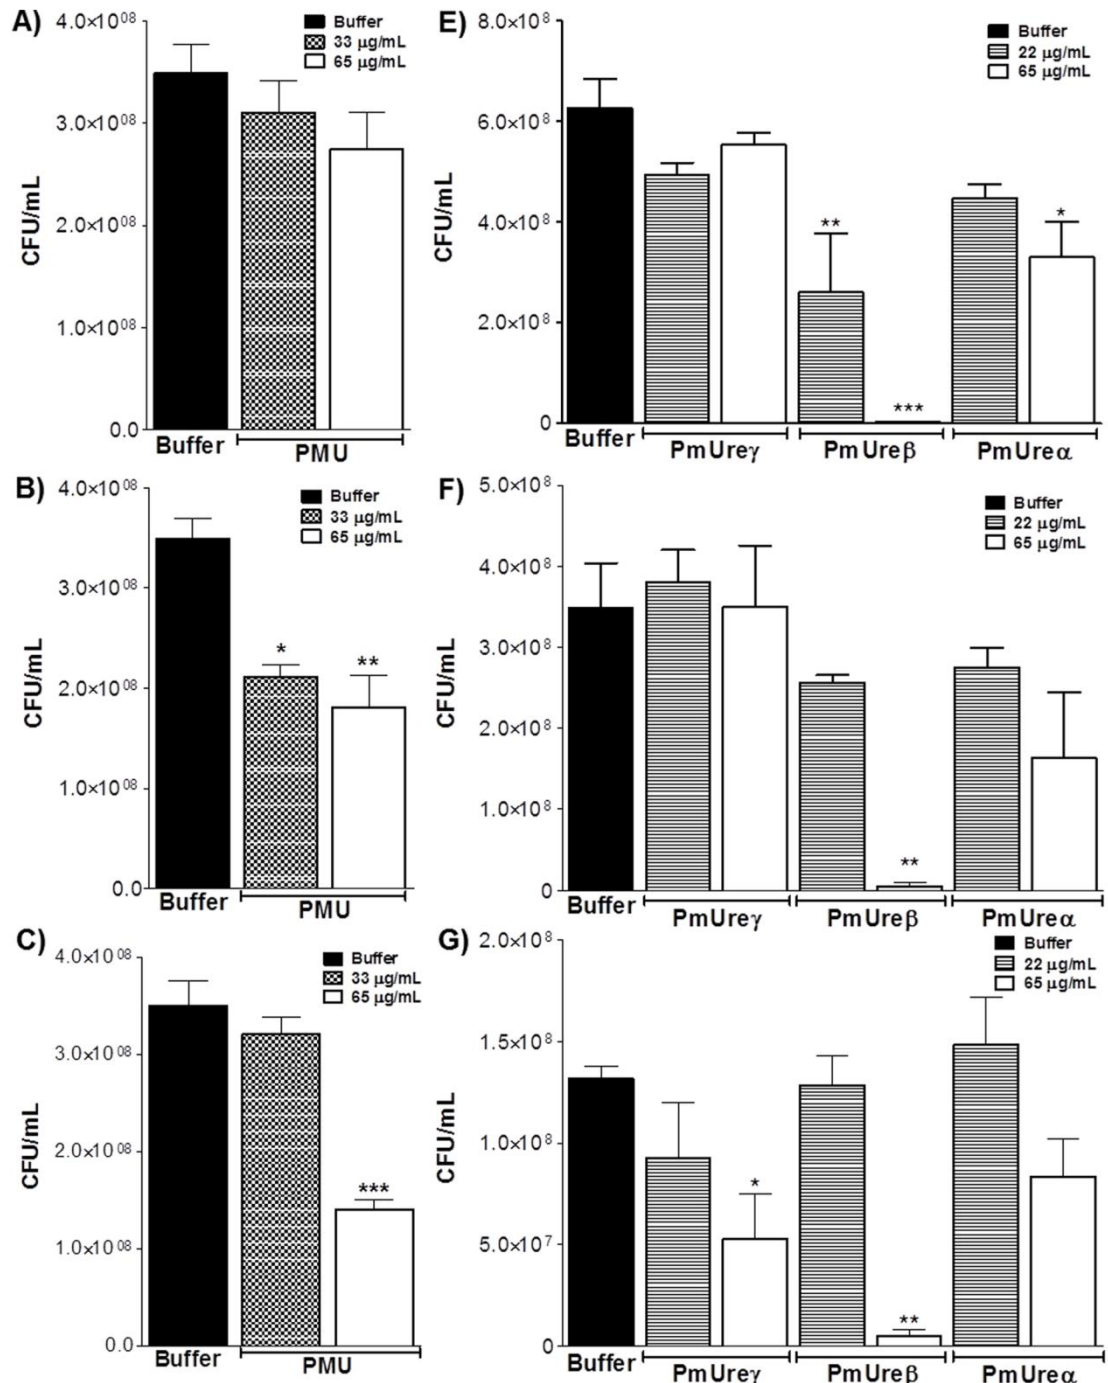 A)
4.0×10⁰⁸
3.0×10⁰⁸
2.0×10⁰⁸
1.0×10⁰⁸
0.0
CFU/mL
Buffer
33 µg/mL
65 µg/mL
Buffer
PMU
E)
8.0×10⁸
6.0×10⁸
4.0×10⁸
2.0×10⁸
0
CFU/mL
Buffer
22 µg/mL
65 µg/mL
**
***
*
Buffer
PmUreγ
PmUreβ
PmUreα
B)
4.0×10⁰⁸
3.0×10⁰⁸
2.0×10⁰⁸
1.0×10⁰⁸
0.0
CFU/mL
Buffer
33 µg/mL
65 µg/mL
*
**
Buffer
PMU
F)
5.0×10⁸
4.0×10⁸
3.0×10⁸
2.0×10⁸
1.0×10⁸
0
CFU/mL
Buffer
22 µg/mL
65 µg/mL
**
Buffer
PmUreγ
PmUreβ
PmUreα
C)
4.0×10⁰⁸
3.0×10⁰⁸
2.0×10⁰⁸
1.0×10⁰⁸
0.0
CFU/mL
Buffer
33 µg/mL
65 µg/mL
***
Buffer
PMU
G)
2.0×10⁸
1.5×10⁸
1.0×10⁸
5.0×10⁷
0
CFU/mL
Buffer
22 µg/mL
65 µg/mL
*
**
Buffer
PmUreγ
PmUreβ
PmUreα